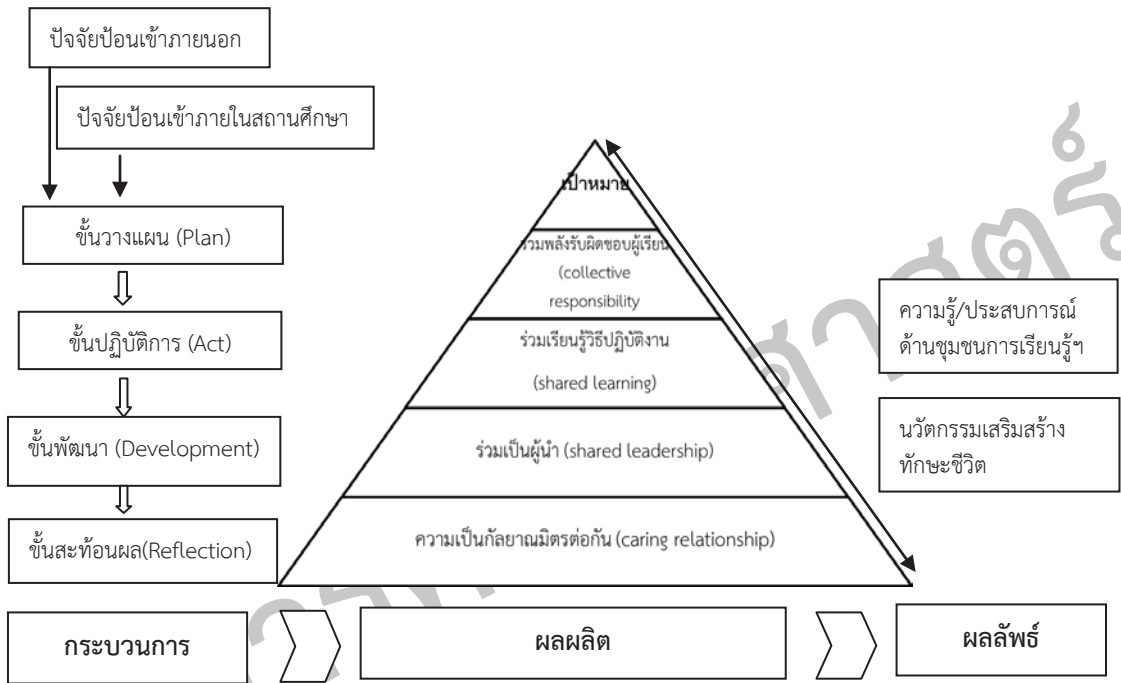 ปัจจัยป้อนเข้าภายนอก
ปัจจัยป้อนเข้าภายในสถานศึกษา
ขั้นวางแผน (Plan)
ขั้นปฏิบัติการ (Act)
ขั้นพัฒนา (Development)
ขั้นสะท้อนผล(Reflection)
เป้าหมาย
รวมพลังรับผิดชอบผู้เรียน
(collective
responsibility
ร่วมเรียนรู้วิธีปฏิบัติงาน
(shared learning)
ร่วมเป็นผู้นำ (shared leadership)
ความเป็นกัลยาณมิตรต่อกัน (caring relationship)
ความรู้/ประสบการณ์
ด้านชุมชนการเรียนรู้ฯ
นวัตกรรมเสริมสร้าง
ทักษะชีวิต
กระบวนการ
ผลผลิต
ผลลัพธ์